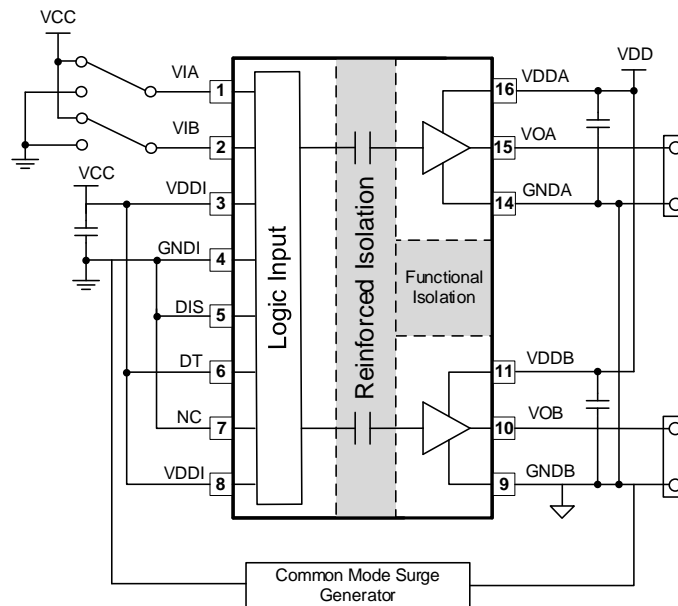 VCC
VIA
1
VIB
2
VCC
VDDI
3
GNDI
4
DIS
5
DT
6
NC
7
VDDI
8
Logic Input
Reinforced Isolation
Functional
Isolation
VDD
16
VDDA
15
VOA
14
GNDA
11
VDDB
10
VOB
9
GNDB
Common Mode Surge
Generator